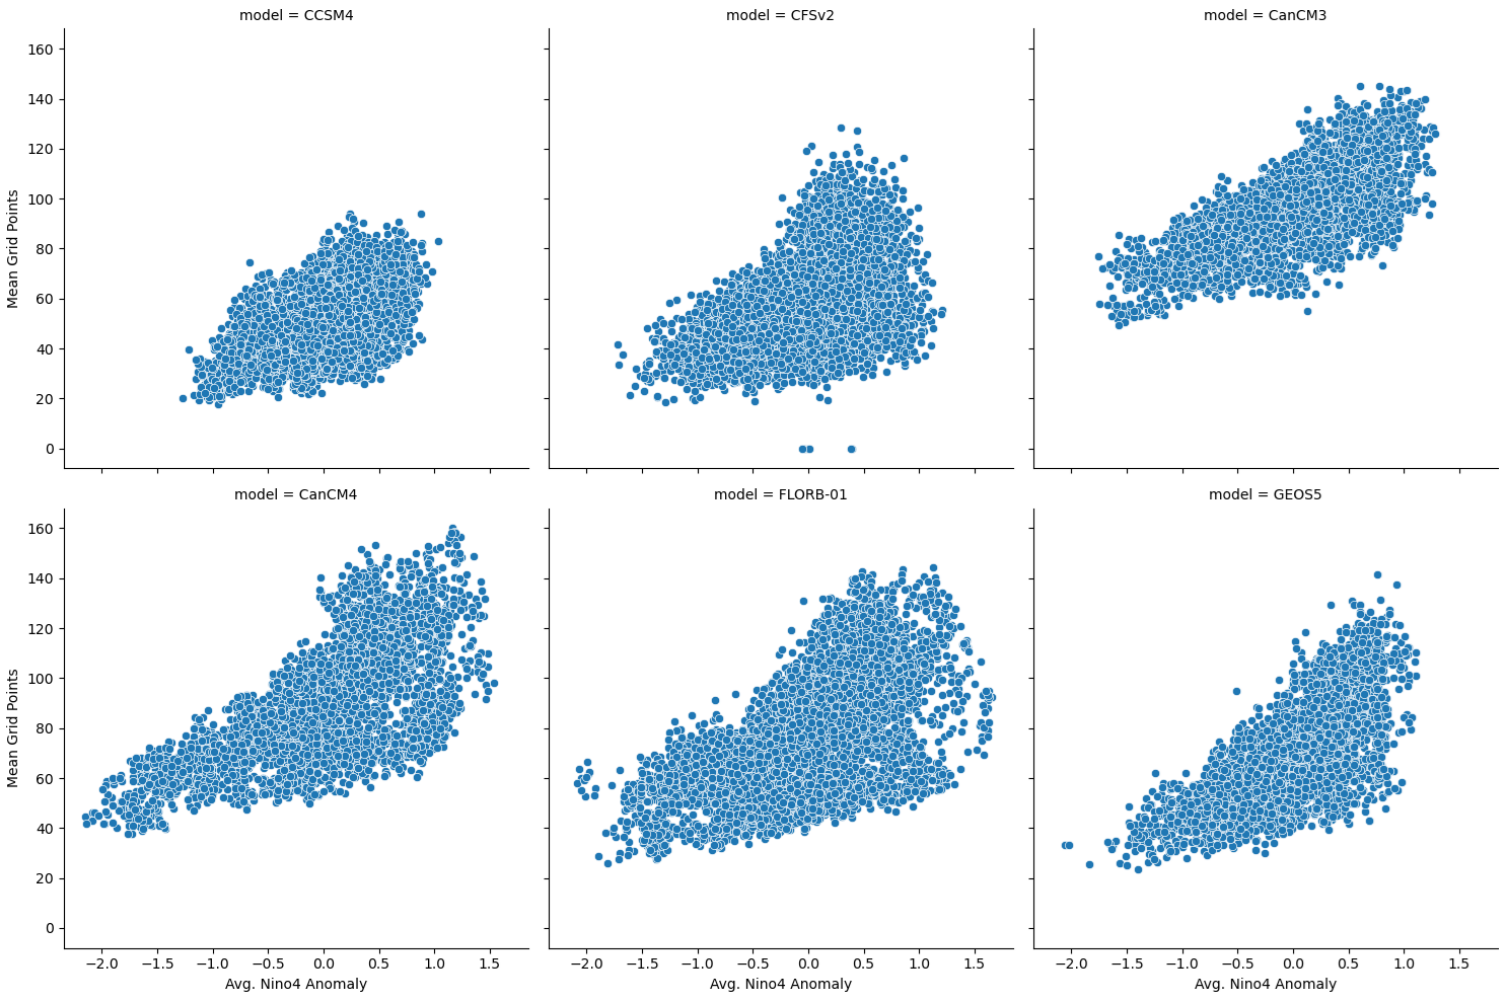 model = CCSM4
model = CFSv2
model = CanCM3
160
140
120
100
80
60
40
20
0
Mean Grid Points
model = CanCM4
model = FLORB-01
model = GEOS5
160
140
120
100
80
60
40
20
0
Mean Grid Points
−2.0 −1.5 −1.0 −0.5 0.0 0.5 1.0 1.5
−2.0 −1.5 −1.0 −0.5 0.0 0.5 1.0 1.5
−2.0 −1.5 −1.0 −0.5 0.0 0.5 1.0 1.5
Avg. Nino4 Anomaly
Avg. Nino4 Anomaly
Avg. Nino4 Anomaly